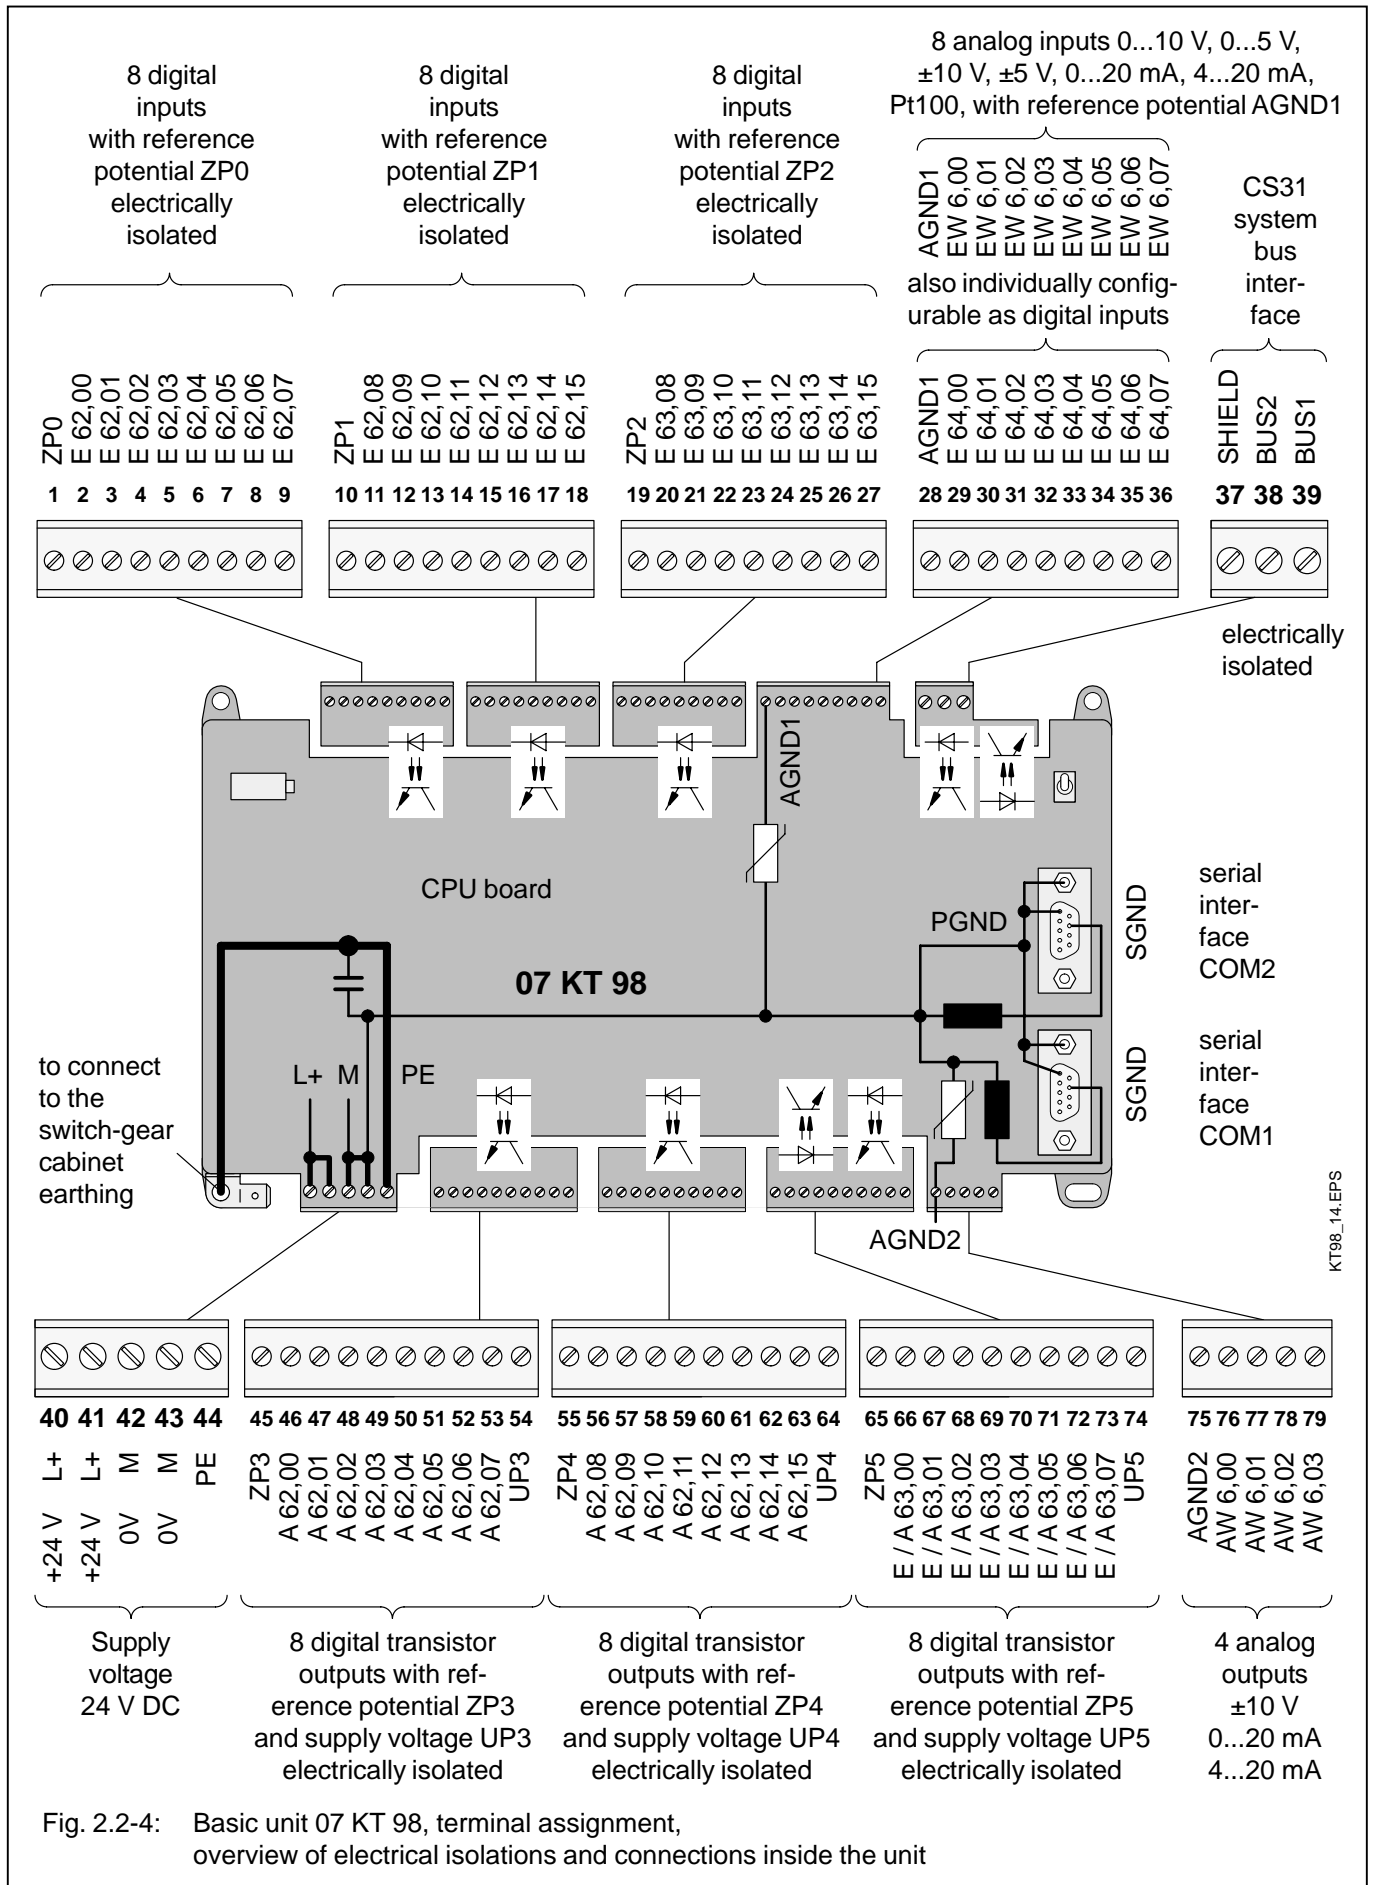 8 digital
inputs
with reference
potential ZP0
electrically
isolated
8 digital
inputs
with reference
potential ZP1
electrically
isolated
8 digital
inputs
with reference
potential ZP2
electrically
isolated
8 analog inputs 0...10 V, 0...5 V,
±10 V, ±5 V, 0...20 mA, 4...20 mA,
Pt100, with reference potential AGND1
AGND1
EW 6,00
EW 6,01
EW 6,02
EW 6,03
EW 6,04
EW 6,05
EW 6,06
EW 6,07
also individually config-
urable as digital inputs
CS31
system
bus
inter-
face
ZP0
E 62,00
E 62,01
E 62,02
E 62,03
E 62,04
E 62,05
E 62,06
E 62,07
1 2 3 4 5 6 7 8 9
ZP1
E 62,08
E 62,09
E 62,10
E 62,11
E 62,12
E 62,13
E 62,14
E 62,15
10 11 12 13 14 15 16 17 18
ZP2
E 63,08
E 63,09
E 63,10
E 63,11
E 63,12
E 63,13
E 63,14
E 63,15
19 20 21 22 23 24 25 26 27
AGND1
E 64,00
E 64,01
E 64,02
E 64,03
E 64,04
E 64,05
E 64,06
E 64,07
28 29 30 31 32 33 34 35 36
SHIELD
BUS2
BUS1
37 38 39
electrically
isolated
AGND1
CPU board
07 KT 98
PGND
SGND
serial
inter-
face
COM2
SGND
serial
inter-
face
COM1
to connect
to the
switch-gear
cabinet
earthing
L+ M PE
AGND2
KT98_14.EPS
40 41 42 43 44
+24 V L+
+24 V L+
0V M
0V M
PE
45 46 47 48 49 50 51 52 53 54
ZP3
A 62,00
A 62,01
A 62,02
A 62,03
A 62,04
A 62,05
A 62,06
A 62,07
UP3
55 56 57 58 59 60 61 62 63 64
ZP4
A 62,08
A 62,09
A 62,10
A 62,11
A 62,12
A 62,13
A 62,14
A 62,15
UP4
65 66 67 68 69 70 71 72 73 74
ZP5
E / A 63,00
E / A 63,01
E / A 63,02
E / A 63,03
E / A 63,04
E / A 63,05
E / A 63,06
E / A 63,07
UP5
75 76 77 78 79
AGND2
AW 6,00
AW 6,01
AW 6,02
AW 6,03
Supply
voltage
24 V DC
8 digital transistor
outputs with ref-
erence potential ZP3
and supply voltage UP3
electrically isolated
8 digital transistor
outputs with ref-
erence potential ZP4
and supply voltage UP4
electrically isolated
8 digital transistor
outputs with ref-
erence potential ZP5
and supply voltage UP5
electrically isolated
4 analog
outputs
±10 V
0...20 mA
4...20 mA
Fig. 2.2-4: Basic unit 07 KT 98, terminal assignment,
overview of electrical isolations and connections inside the unit